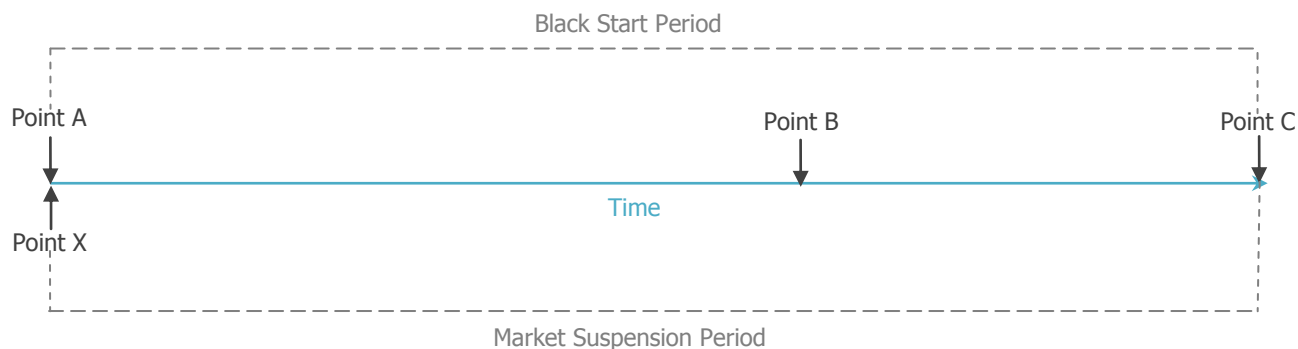 Black Start Period
Point A
Point B
Point C
Time
Point X
Market Suspension Period